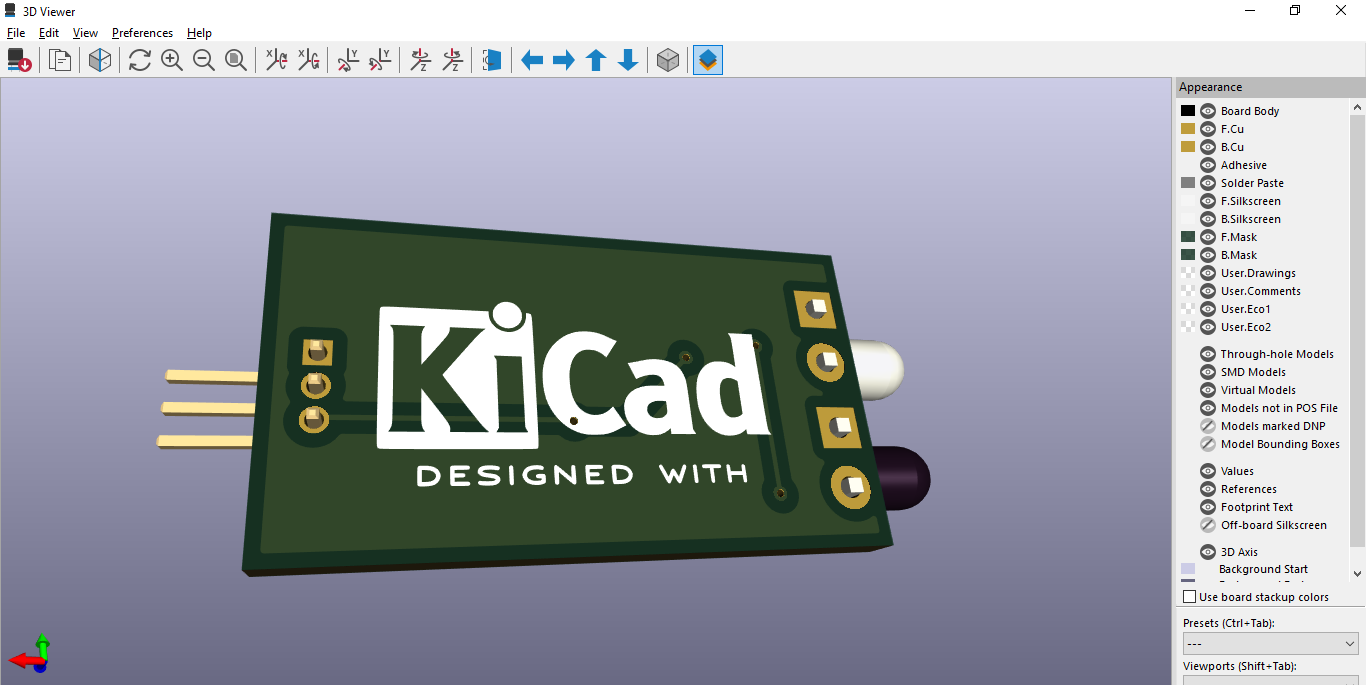 3D Viewer
File Edit View Preferences Help
Appearance
Board Body
F.Cu
B.Cu
Adhesive
Solder Paste
F.Silkscreen
B.Silkscreen
F.Mask
B.Mask
User.Drawings
User.Comments
User.Eco1
User.Eco2
Through-hole Models
SMD Models
Virtual Models
Models not in POS File
Models marked DNP
Model Bounding Boxes
Values
References
Footprint Text
Off-board Silkscreen
3D Axis
Background Start
Use board stackup colors
Presets (Ctrl+Tab):
---
Viewports (Shift+Tab):
KiCad
DESIGNED WITH